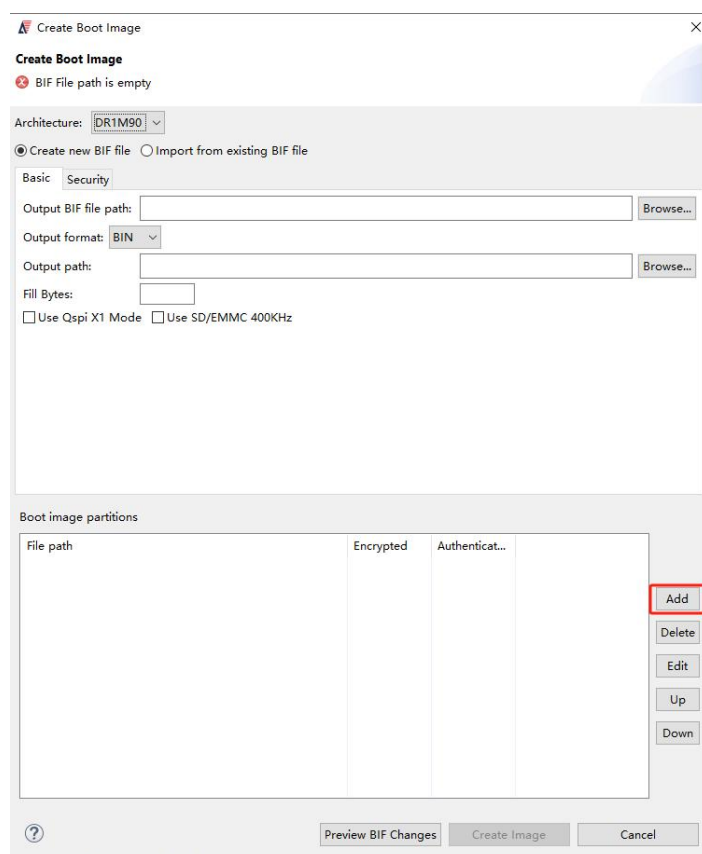 Create Boot Image
Create Boot Image
BIF File path is empty
Architecture: DR1M90
Create new BIF file Import from existing BIF file
Basic Security
Output BIF file path: Browse...
Output format: BIN
Output path: Browse...
Fill Bytes:
Use Qspi X1 Mode Use SD/EMMC 400KHz
Boot image partitions
File path Encrypted Authenticat...
Add
Delete
Edit
Up
Down
Preview BIF Changes Create Image Cancel